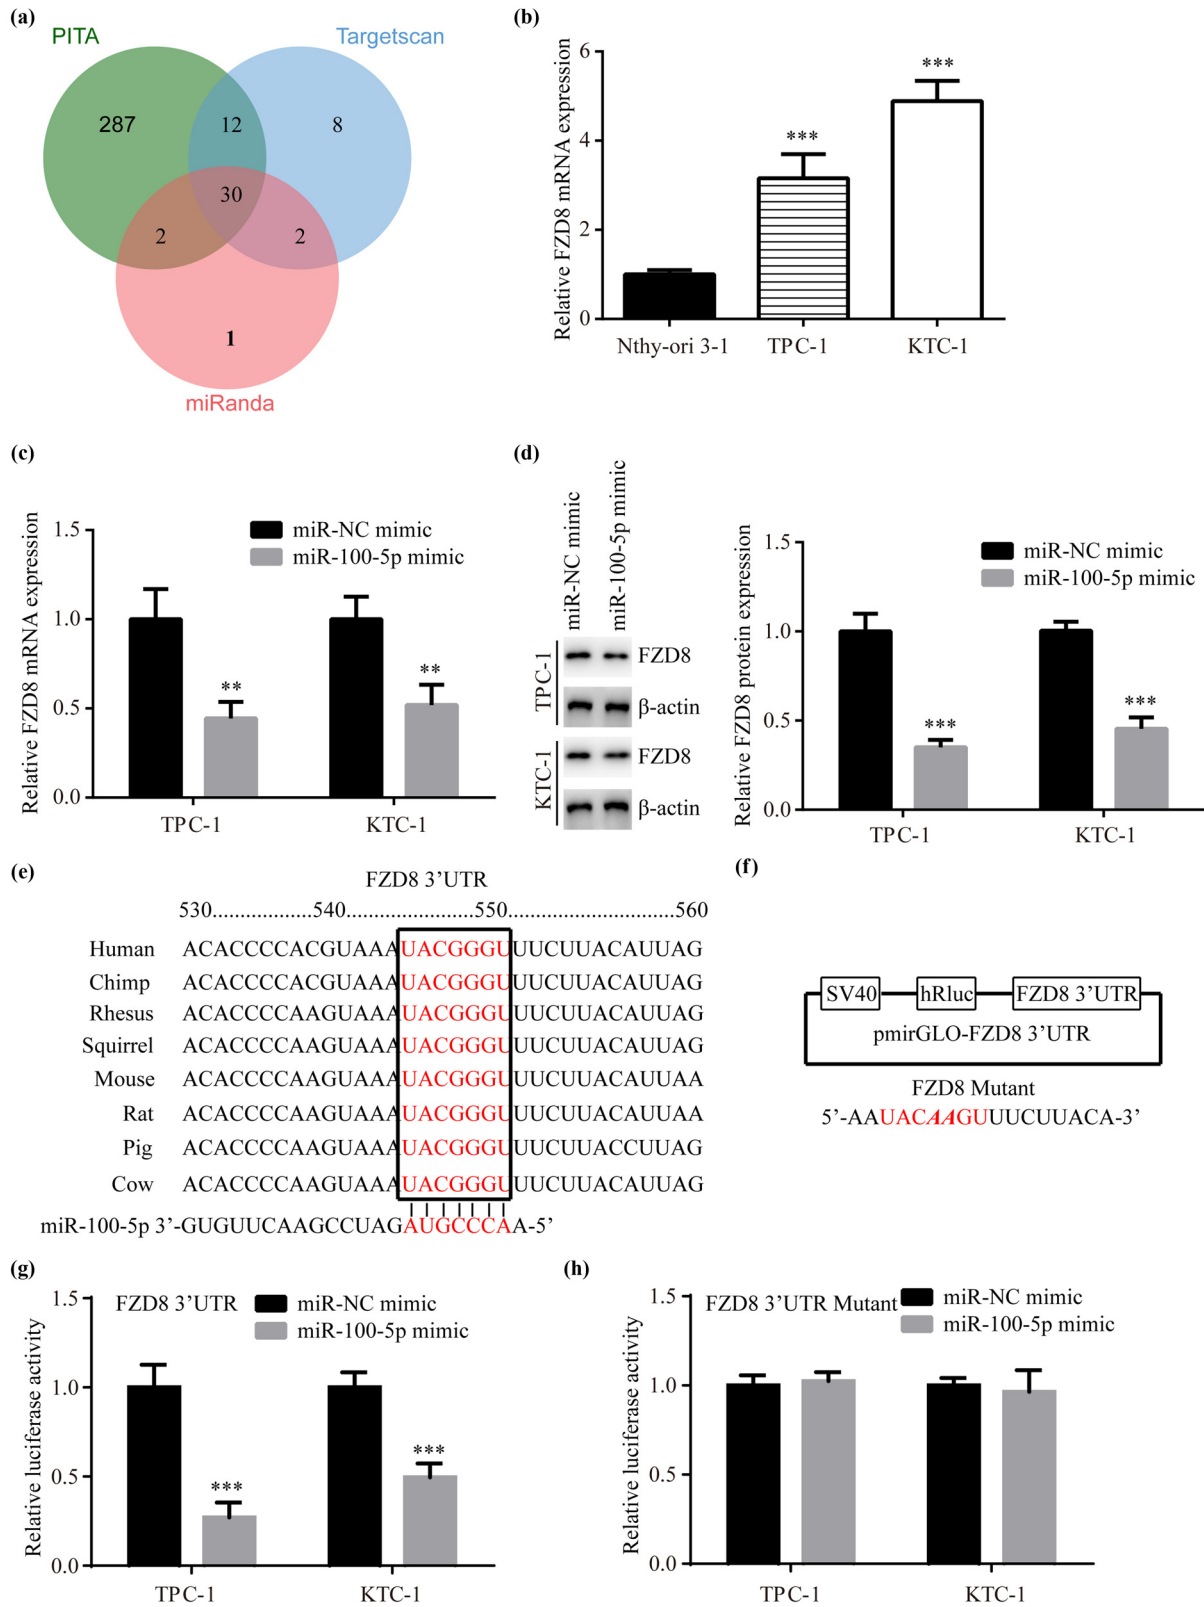 (a)
PITA
Targetscan
287
12
8
30
2
2
1
miRanda
(b)
Relative FZD8 mRNA expression
6
4
2
0
***
***
Nthy-ori 3-1
TPC-1
KTC-1
(c)
Relative FZD8 mRNA expression
1.5
1.0
0.5
0.0
miR-NC mimic
miR-100-5p mimic
**
**
TPC-1
KTC-1
(d)
miR-NC mimic
miR-100-5p mimic
TPC-1
FZD8
β-actin
KTC-1
FZD8
β-actin
Relative FZD8 protein expression
1.5
1.0
0.5
0.0
miR-NC mimic
miR-100-5p mimic
***
***
TPC-1
KTC-1
(e)
FZD8 3’UTR
530.................540.................550.................560
Human ACACCCCACGUAAAUACGGGUUUCUUACAUUAG
Chimp ACACCCCAAGUAAAUACGGGUUUCUUACAUUAG
Rhesus ACACCCCAAGUAAAUACGGGUUUCUUACAUUAG
Squirrel ACACCCCAAGUAAAUACGGGUUUCUUACAUUAG
Mouse ACACCCCAAGUAAAUACGGGUUUCUUACAUUAA
Rat ACACCCCAAGUAAAUACGGGUUUCUUACAUUAA
Pig ACACCCCAAGUAAAUACGGGUUUCUUACCUUAG
Cow ACACCCCAAGUAAAUACGGGUUUCUUACAUUAG
miR-100-5p 3’-GUGUUCAAGCCUAGAUGCCCAA-5’
(f)
SV40
hRluc
FZD8 3’UTR
pmirGLO-FZD8 3’UTR
FZD8 Mutant
5’-AAUACAAGUUUCUUACA-3’
(g)
Relative luciferase activity
1.5
1.0
0.5
0.0
FZD8 3’UTR
miR-NC mimic
miR-100-5p mimic
***
***
TPC-1
KTC-1
(h)
Relative luciferase activity
1.5
1.0
0.5
0.0
FZD8 3’UTR Mutant
miR-NC mimic
miR-100-5p mimic
TPC-1
KTC-1